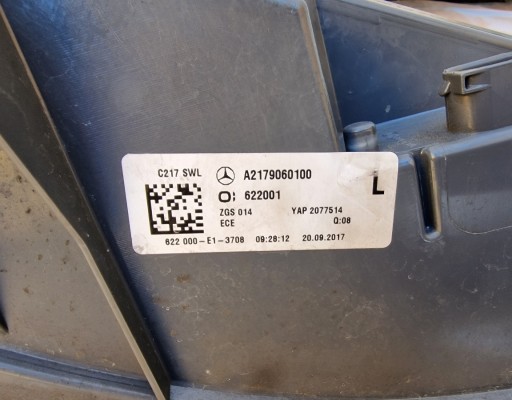 C217 SWL
A2179060100
622001
L
ZGS 014 YAP 2077514
ECE Q:08
622 000-E1-3708 09:28:12 20.09.2017